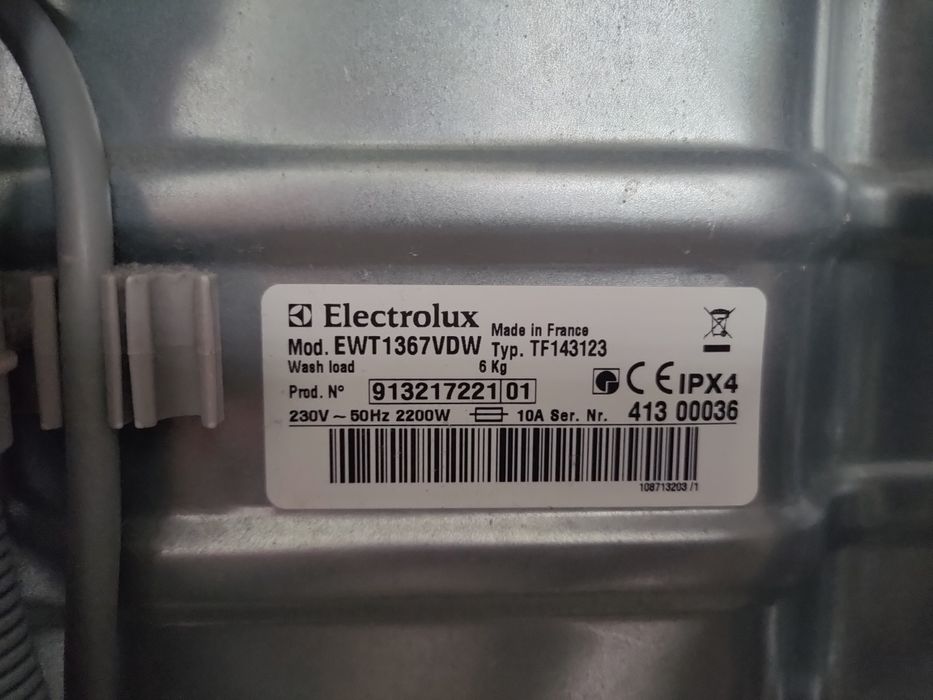 Electrolux Made in France
Mod. EWT1367VDW Typ. TF143123
Wash load 6 Kg
Prod. N° 913217221 01 CE IPX4
230V ~ 50Hz 2200W 10A Ser. Nr. 413 00036
108713203 /1